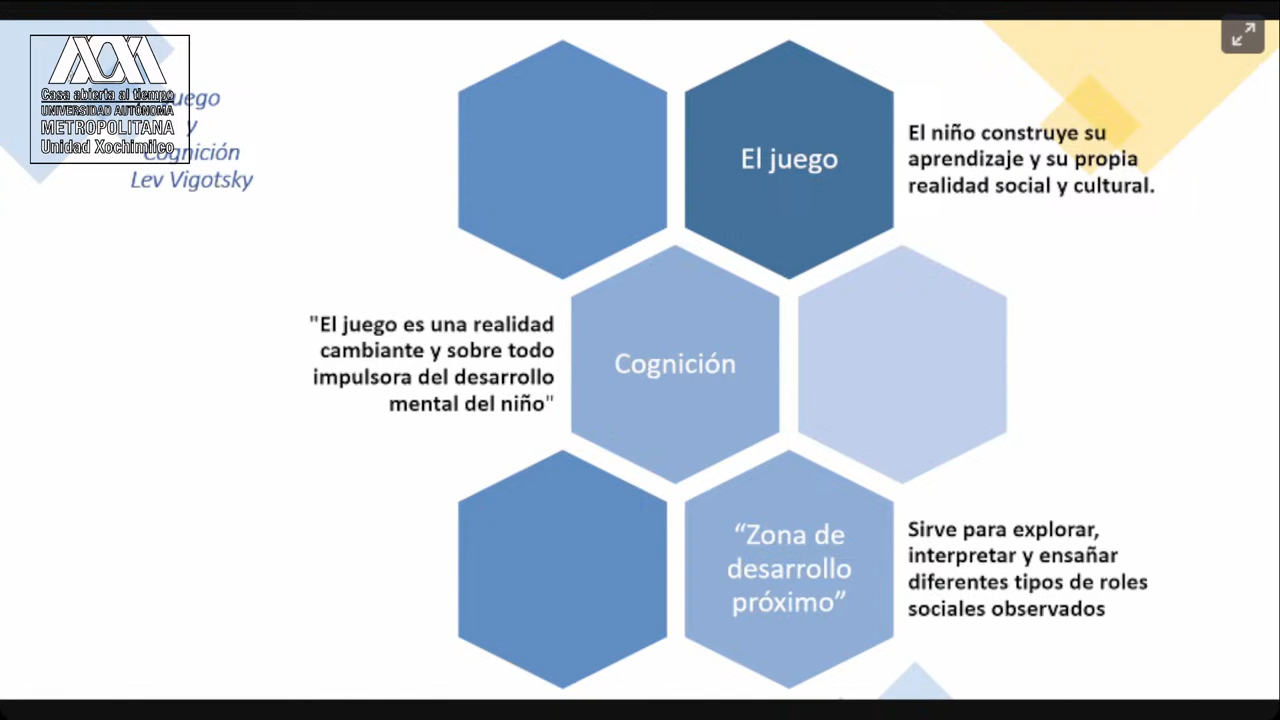 Casa abierta al tiempo
UNIVERSIDAD AUTÓNOMA
METROPOLITANA
Unidad Xochimilco
Juego
y
Cognición
Lev Vigotsky
El juego
El niño construye su
aprendizaje y su propia
realidad social y cultural.
"El juego es una realidad
cambiante y sobre todo
impulsora del desarrollo
mental del niño"
Cognición
“Zona de
desarrollo
próximo”
Sirve para explorar,
interpretar y ensañar
diferentes tipos de roles
sociales observados